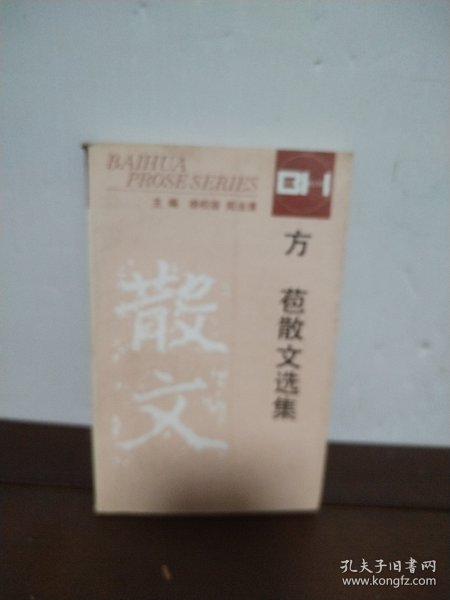 BAIHUA
PROSE SERIES
主编
方 苞散文选集
散文
孔夫子旧书网
www.kongfz.com